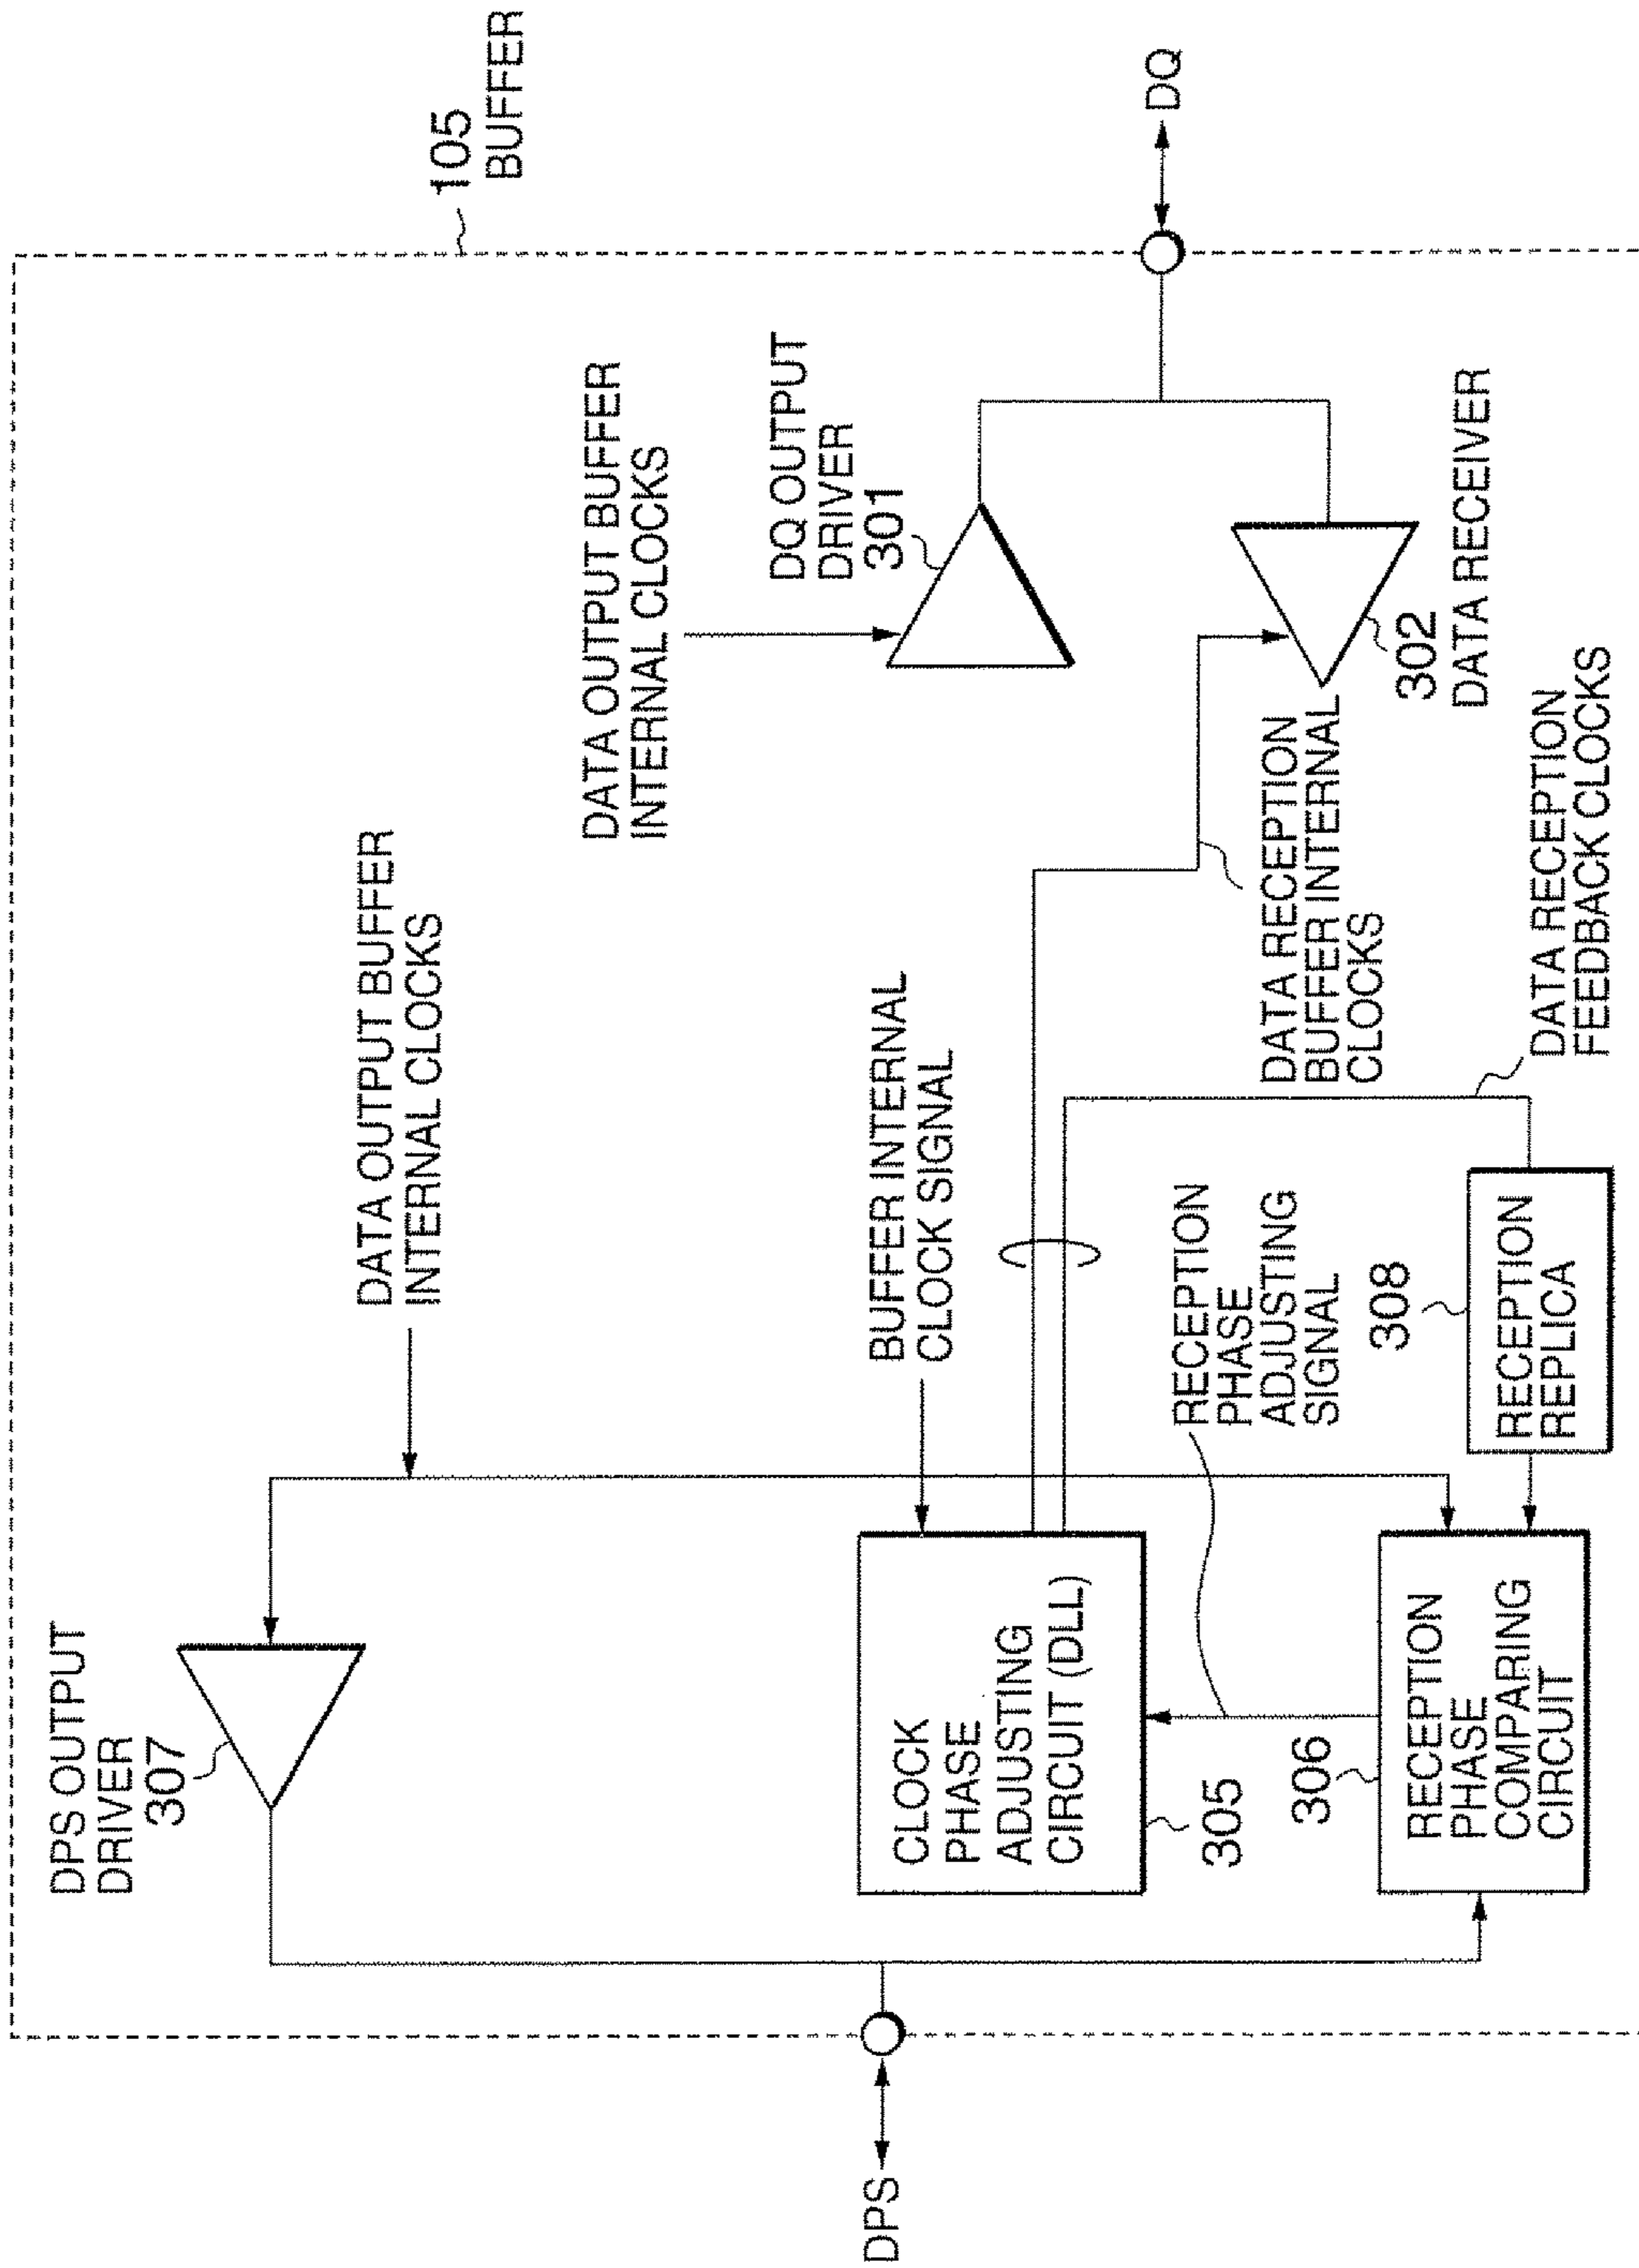 105
BUFFER
DPS OUTPUT
DRIVER
307
DATA OUTPUT BUFFER
INTERNAL CLOCKS
DATA OUTPUT BUFFER
INTERNAL CLOCKS
DQ OUTPUT
DRIVER
301
DPS
DQ
BUFFER INTERNAL
CLOCK SIGNAL
CLOCK
PHASE
ADJUSTING
CIRCUIT (DLL)
305
302
DATA RECEIVER
DATA RECEPTION
BUFFER INTERNAL
CLOCKS
RECEPTION
PHASE
ADJUSTING
SIGNAL
306
RECEPTION
PHASE
COMPARING
CIRCUIT
308
RECEPTION
REPLICA
DATA RECEPTION
FEEDBACK CLOCKS